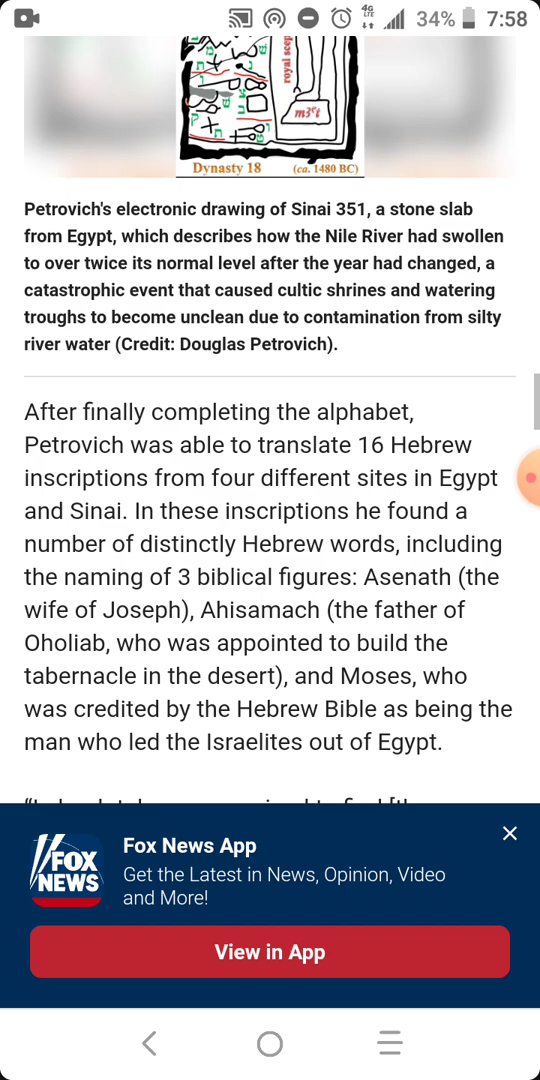 4G
LTE
34%
7:58
royal scep
mꜣꜥt
Dynasty 18 (ca. 1480 BC)
Petrovich's electronic drawing of Sinai 351, a stone slab
from Egypt, which describes how the Nile River had swollen
to over twice its normal level after the year had changed, a
catastrophic event that caused cultic shrines and watering
troughs to become unclean due to contamination from silty
river water (Credit: Douglas Petrovich).
After finally completing the alphabet,
Petrovich was able to translate 16 Hebrew
inscriptions from four different sites in Egypt
and Sinai. In these inscriptions he found a
number of distinctly Hebrew words, including
the naming of 3 biblical figures: Asenath (the
wife of Joseph), Ahisamach (the father of
Oholiab, who was appointed to build the
tabernacle in the desert), and Moses, who
was credited by the Hebrew Bible as being the
man who led the Israelites out of Egypt.
FOX
NEWS
Fox News App
Get the Latest in News, Opinion, Video
and More!
View in App